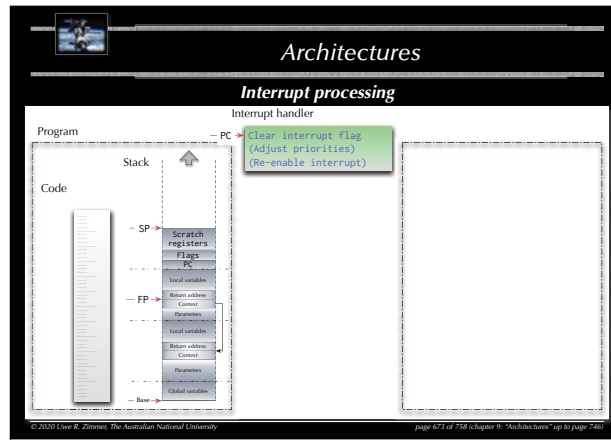 Architectures
Interrupt processing
Interrupt handler
Program
PC
Clear interrupt flag
(Adjust priorities)
(Re-enable interrupt)
Stack
Code
SP
Scratch
registers
Flags
PC
Local variables
FP
Return address
Context
Parameters
Local variables
Return address
Context
Parameters
Global variables
Base
© 2020 Uwe R. Zimmer, The Australian National University
page 673 of 758 (chapter 9: "Architectures" up to page 746)